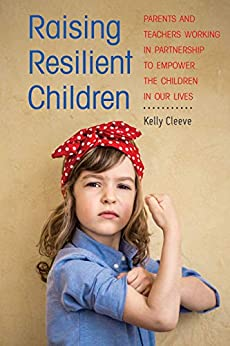 Raising
Resilient
Children
PARENTS AND
TEACHERS WORKING
IN PARTNERSHIP
TO EMPOWER
THE CHILDREN
IN OUR LIVES
Kelly Cleeve